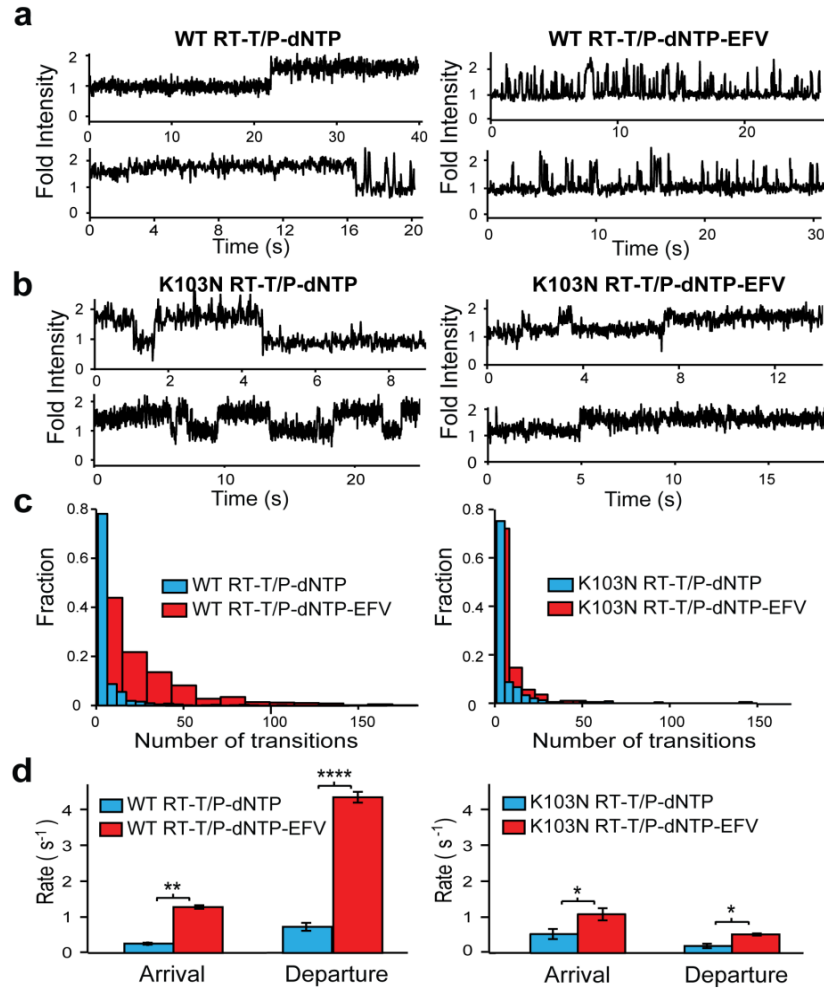 a
WT RT-T/P-dNTP
WT RT-T/P-dNTP-EFV
Fold Intensity
2
1
0
0 10 20 30 40
2
1
0
0 4 8 12 16 20
Time (s)
2
1
0
10 20
2
1
0
0 10 20 30
Time (s)
b
K103N RT-T/P-dNTP
K103N RT-T/P-dNTP-EFV
Fold Intensity
2
1
0
0 2 4 6 8
2
1
0
0 10 20
Time (s)
Fold Intensity
2
1
0
0 4 8 12
2
1
0
0 5 10 15
Time (s)
c
Fraction
0.8
0.6
0.4
0.2
0
0 50 100 150
Number of transitions
WT RT-T/P-dNTP
WT RT-T/P-dNTP-EFV
Fraction
0.8
0.6
0.4
0.2
0
0 50 100 150
Number of transitions
K103N RT-T/P-dNTP
K103N RT-T/P-dNTP-EFV
d
Rate ( s⁻¹)
4
3
2
1
0
WT RT-T/P-dNTP
WT RT-T/P-dNTP-EFV
**
****
Arrival Departure
Rate ( s⁻¹)
4
3
2
1
0
K103N RT-T/P-dNTP
K103N RT-T/P-dNTP-EFV
*
*
Arrival Departure